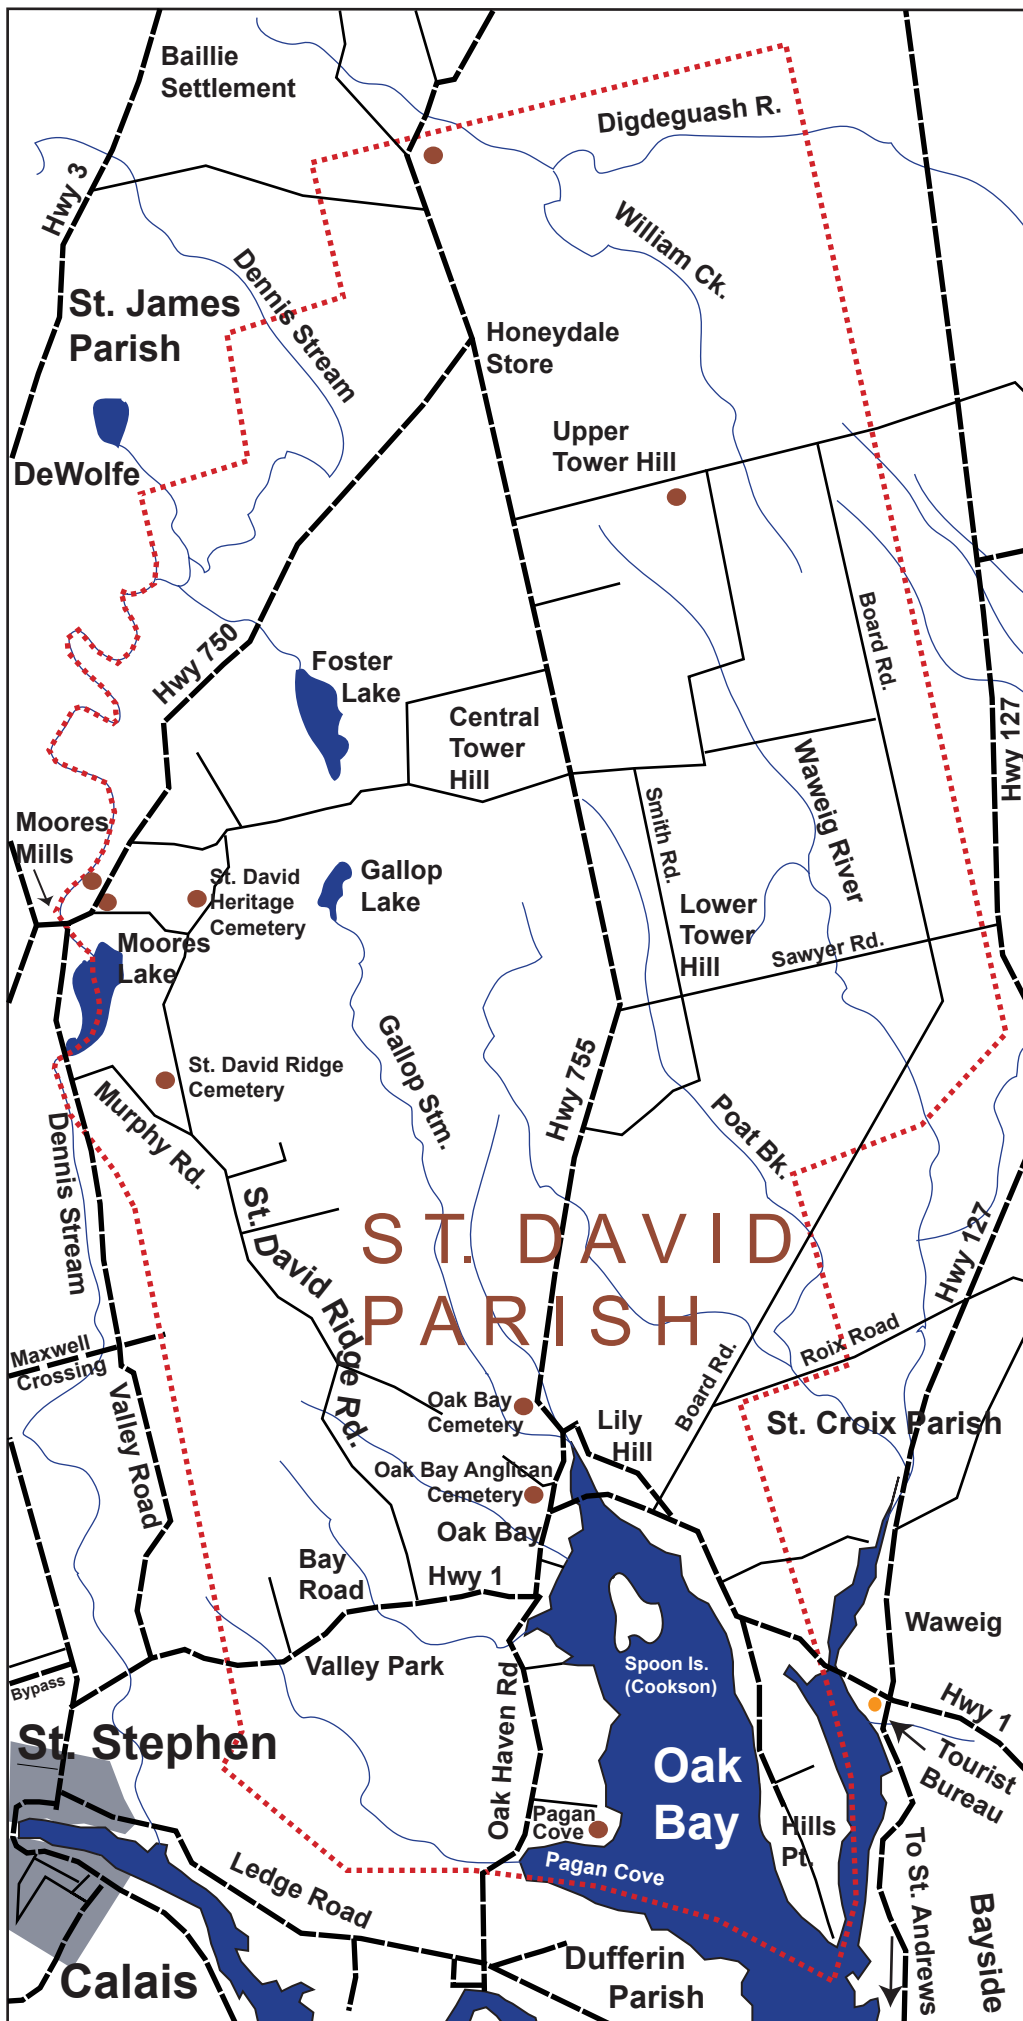 Baillie
Settlement
Digdeguash R.
Hwy 3
William Ck.
Dennis Stream
St. James
Parish
Honeydale
Store
DeWolfe
Upper
Tower Hill
Board Rd.
Hwy 750
Foster
Lake
Central
Tower
Hill
Hwy 127
Waweig River
Smith Rd.
Moores
Mills
St. David
Heritage
Cemetery
Gallop
Lake
Lower
Tower
Hill
Sawyer Rd.
Moores
Lake
Gallop Stm.
Hwy 755
St. David Ridge
Cemetery
Murphy Rd.
Poat Bk.
Dennis Stream
St. David Ridge Rd.
ST. DAVID
PARISH
Hwy 127
Maxwell
Crossing
Roix Road
Board Rd.
Valley Road
Oak Bay
Cemetery
Lily
Hill
St. Croix Parish
Oak Bay Anglican
Cemetery
Oak Bay
Bay
Road
Hwy 1
Waweig
Valley Park
Spoon Is.
(Cookson)
Bypass
Oak Haven Rd
Hwy 1
St. Stephen
Tourist
Bureau
Oak
Bay
Pagan
Cove
Hills
Pt.
Pagan Cove
Ledge Road
To St. Andrews
Bayside
Calais
Dufferin
Parish